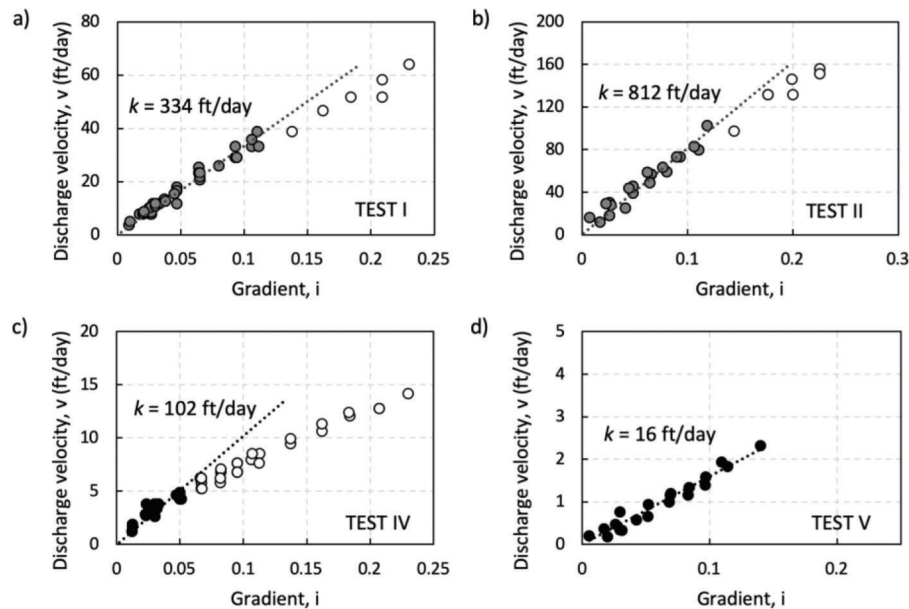 a)
Discharge velocity, v (ft/day)
80
60
40
20
0
k = 334 ft/day
TEST I
0 0.05 0.1 0.15 0.2 0.25
Gradient, i
b)
Discharge velocity, v (ft/day)
200
160
120
80
40
0
k = 812 ft/day
TEST II
0 0.1 0.2 0.3
Gradient, i
c)
Discharge velocity, v (ft/day)
20
15
10
5
0
k = 102 ft/day
TEST IV
0 0.05 0.1 0.15 0.2 0.25
Gradient, i
d)
Discharge velocity, v (ft/day)
5
4
3
2
1
0
k = 16 ft/day
TEST V
0 0.1 0.2
Gradient, i